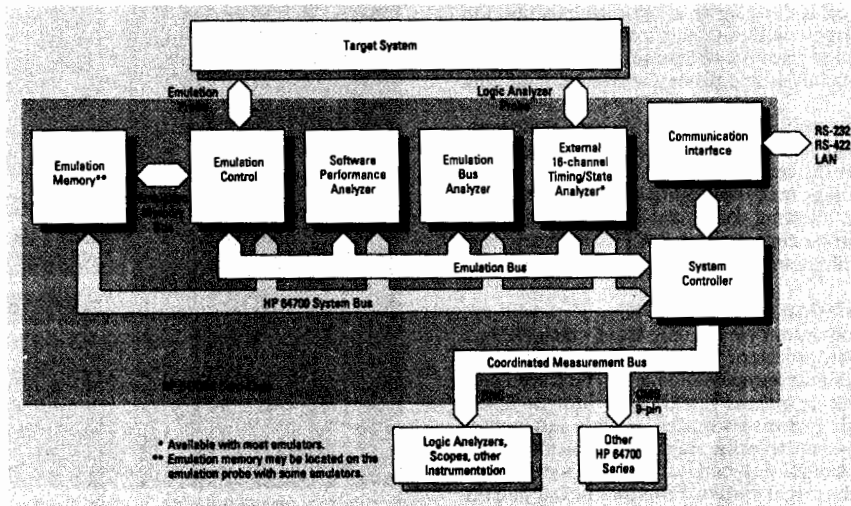 Target System
Emulation
Logic Analyzer
Probe
Emulation
Memory**
Emulation
Control
Software
Performance
Analyzer
Emulation
Bus
Analyzer
External
16-channel
Timing/State
Analyzer*
Communication
Interface
RS-232
RS-422
LAN
Emulation Bus
System
Controller
HP 64700 System Bus
Coordinated Measurement Bus
BNC
CMB
9-pin
Logic Analyzers,
Scopes, other
Instrumentation
Other
HP 64700
Series
* Available with most emulators.
** Emulation memory may be located on the
emulation probe with some emulators.